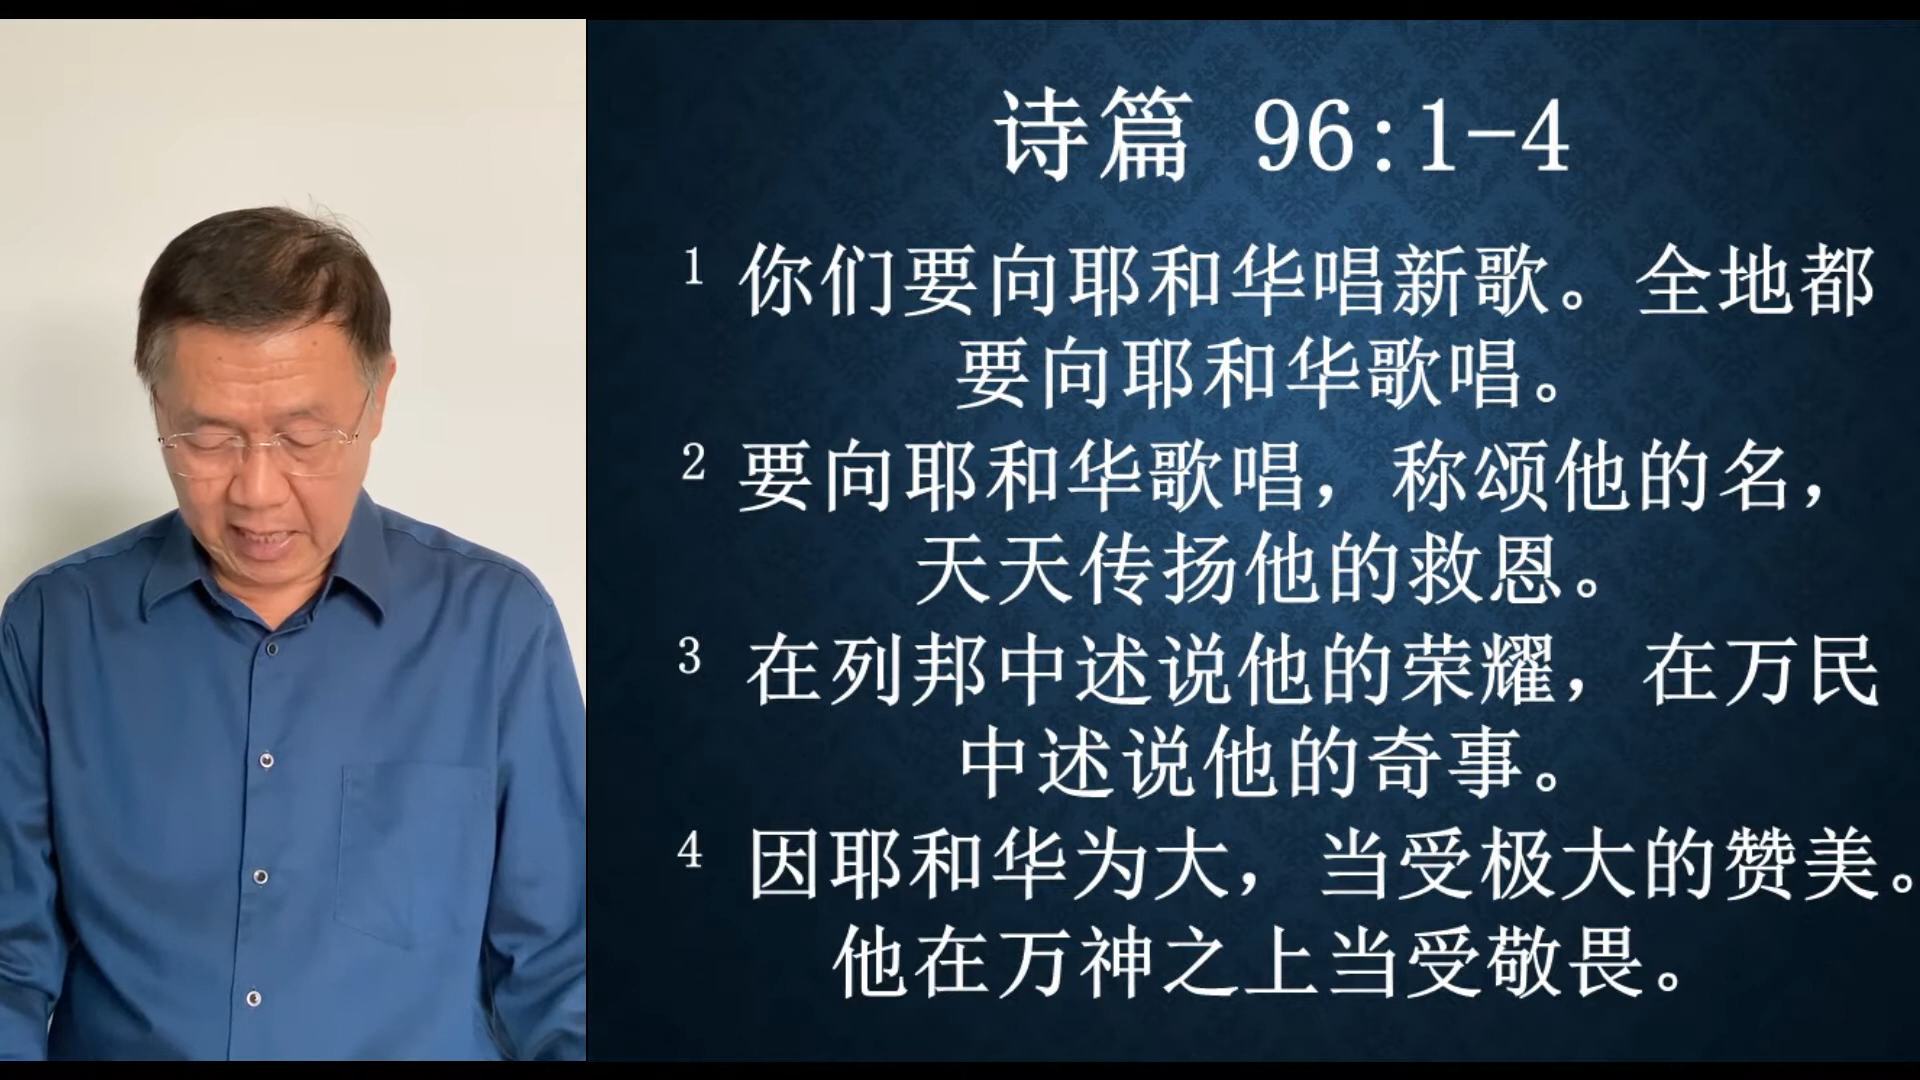 诗篇 96:1-4
1 你们要向耶和华唱新歌。全地都
要向耶和华歌唱。
2 要向耶和华歌唱，称颂他的名，
天天传扬他的救恩。
3 在列邦中述说他的荣耀，在万民
中述说他的奇事。
4 因耶和华为大，当受极大的赞美。
他在万神之上当受敬畏。